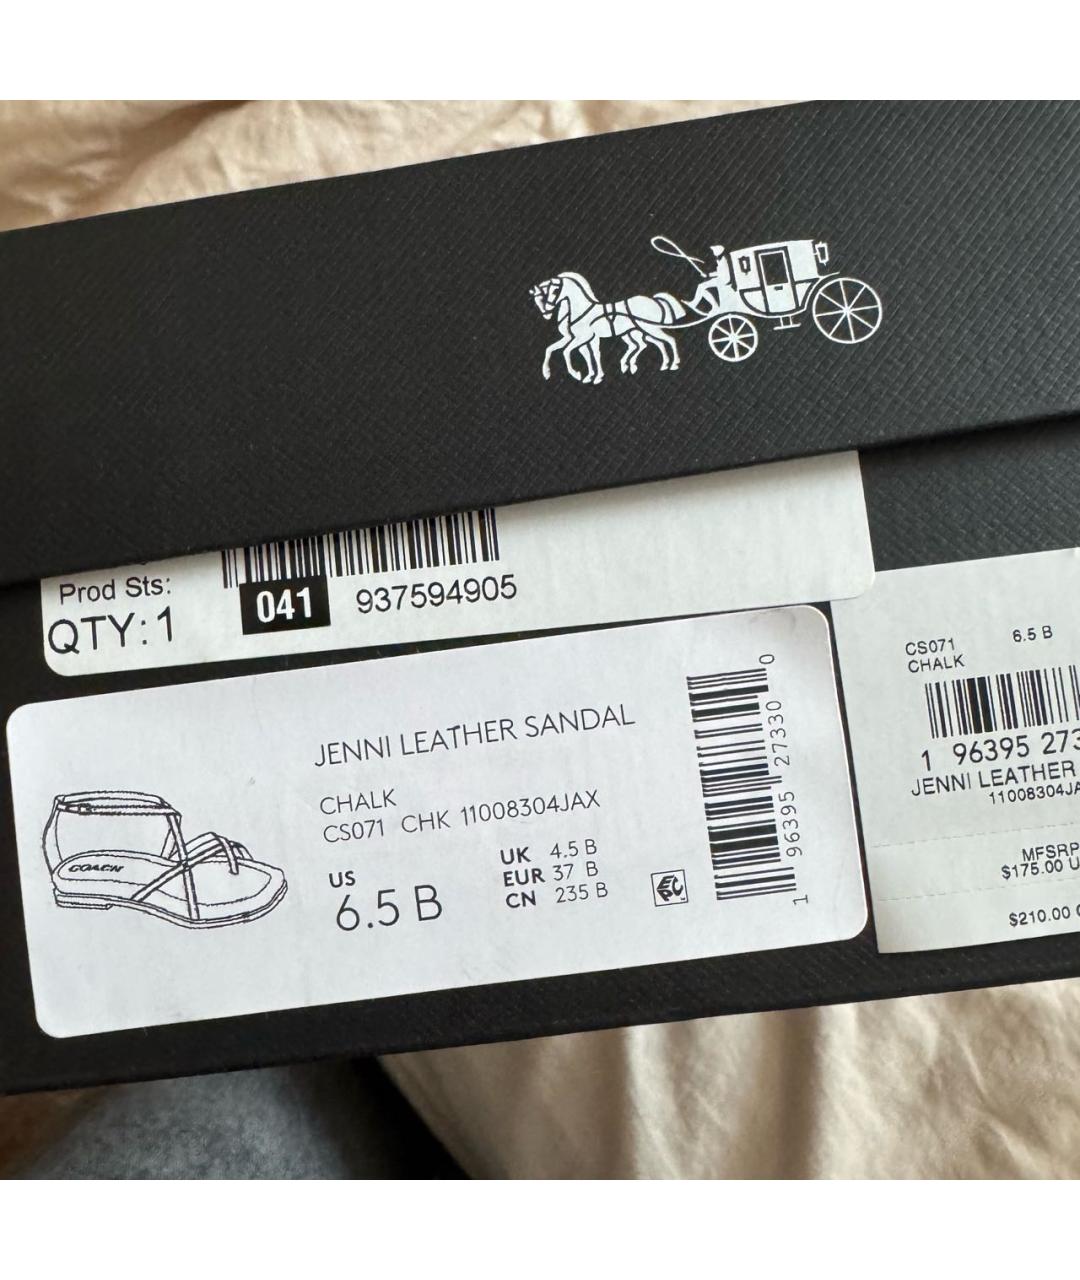 Prod Sts:
QTY:1
041
937594905
JENNI LEATHER SANDAL
CHALK
CS071 CHK 11008304JAX
US
6.5 B
UK 4.5 B
EUR 37 B
CN 235 B
COACH
EPC
1 96395 27330 0
CS071 6.5 B
CHALK
1 96395 273
JENNI LEATHER
11008304JA
MFSRP
$175.00 U
$210.00 C